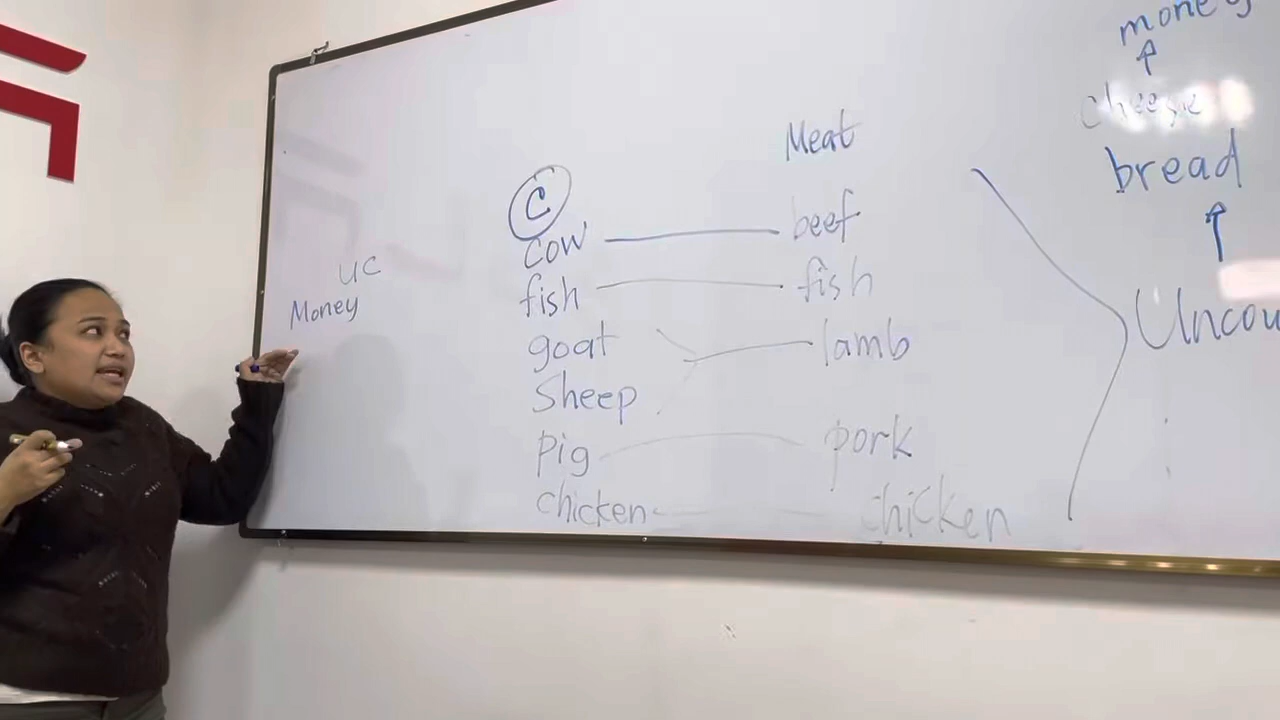 UC
Money
C
cow
fish
goat
Sheep
pig
chicken
Meat
beef
fish
lamb
pork
chicken
money
cheese
bread
Uncou